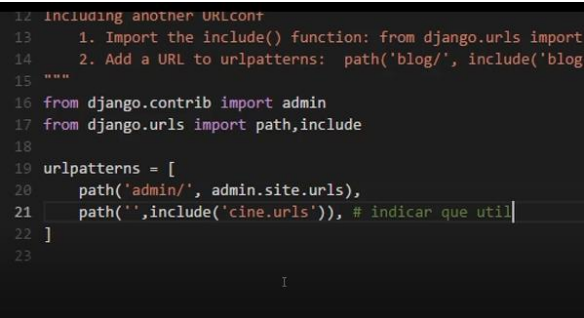 12 Including another URLconf
13 1. Import the include() function: from django.urls import
14 2. Add a URL to urlpatterns: path('blog/', include('blog
15 """
16 from django.contrib import admin
17 from django.urls import path,include
18
19 urlpatterns = [
20 path('admin/', admin.site.urls),
21 path('',include('cine.urls')), # indicar que util
22 ]
23